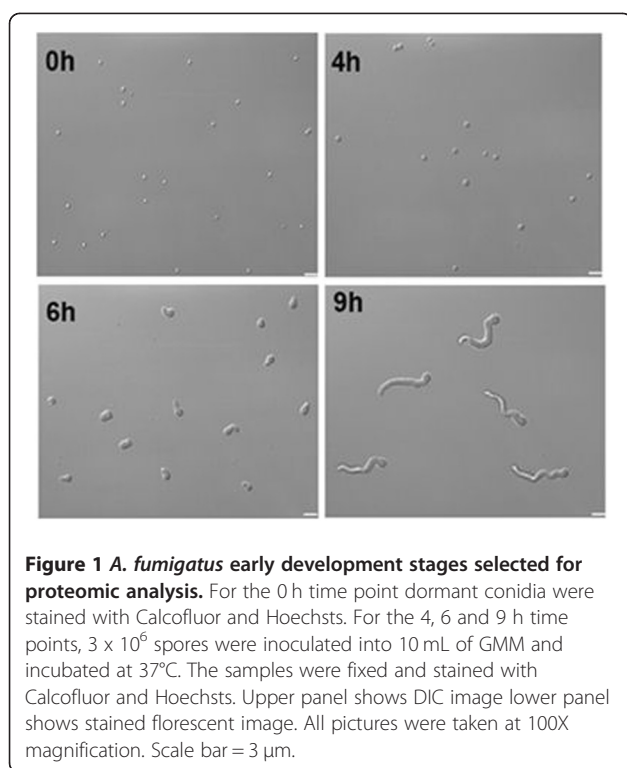 0h
4h
6h
9h
Figure 1 A. fumigatus early development stages selected for
proteomic analysis. For the 0 h time point dormant conidia were
stained with Calcofluor and Hoechsts. For the 4, 6 and 9 h time
points, 3 x 10⁶ spores were inoculated into 10 mL of GMM and
incubated at 37°C. The samples were fixed and stained with
Calcofluor and Hoechsts. Upper panel shows DIC image lower panel
shows stained florescent image. All pictures were taken at 100X
magnification. Scale bar = 3 μm.